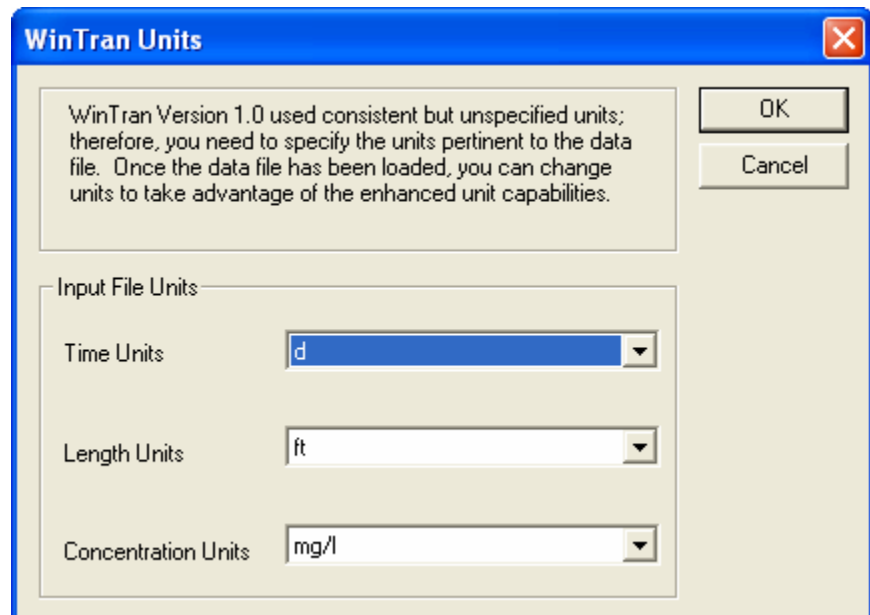 WinTran Units
WinTran Version 1.0 used consistent but unspecified units;
therefore, you need to specify the units pertinent to the data
file. Once the data file has been loaded, you can change
units to take advantage of the enhanced unit capabilities.
OK
Cancel
Input File Units
Time Units
d
Length Units
ft
Concentration Units
mg/l